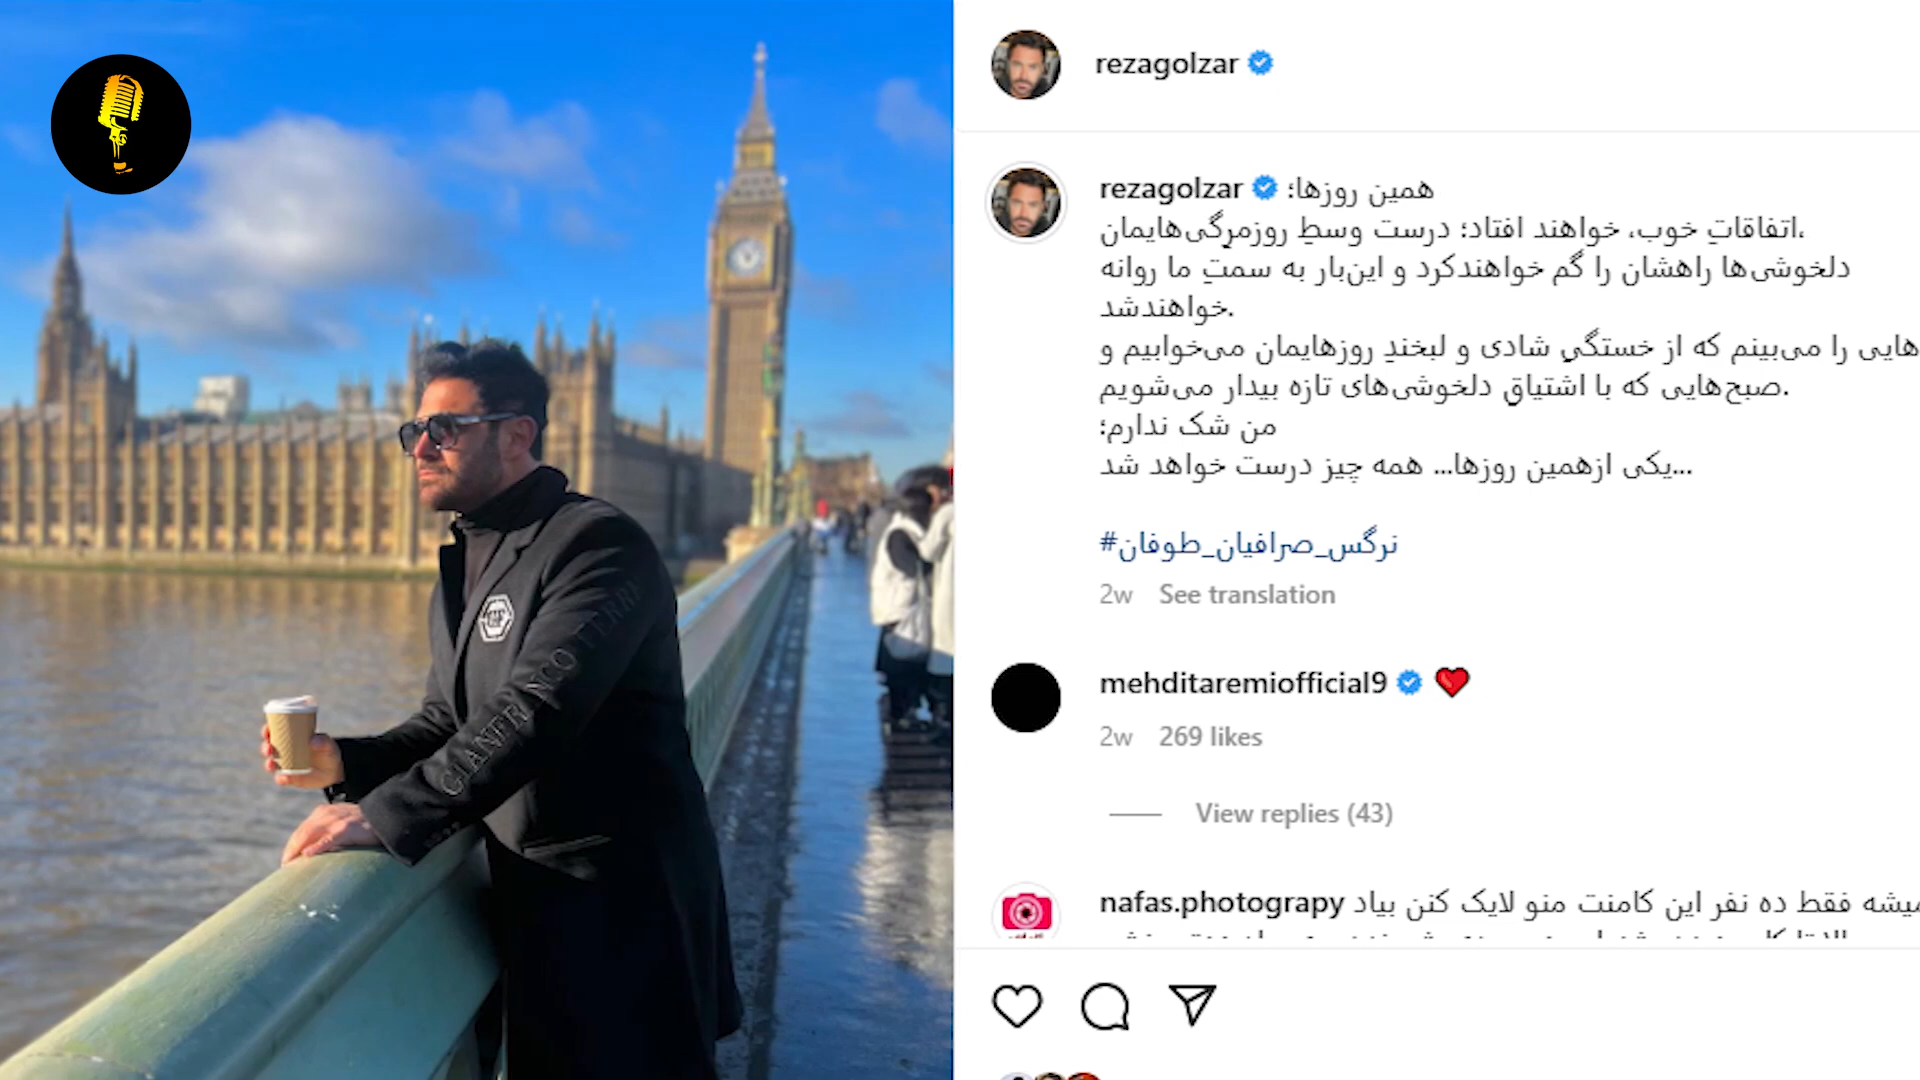 rezagolzar
rezagolzar همین روزها؛
اتفاقاتِ خوب، خواهند افتاد؛ درست وسطِ روزمرگی‌هایمان،
دلخوشی‌ها راهشان را گم خواهندکرد و این‌بار به سمتِ ما روانه
خواهندشد.
هایی را می‌بینم که از خستگیِ شادی و لبخندِ روزهایمان می‌خوابیم و
صبح‌هایی که با اشتیاقِ دلخوشی‌های تازه بیدار می‌شویم.
من شک ندارم؛
یکی ازهمین روزها... همه چیز درست خواهد شد...
#نرگس_صرافیان_طوفان
2w See translation
mehditaremiofficial9 ❤️
2w 269 likes
View replies (43)
nafas.photograpy میشه فقط ده نفر این کامنت منو لایک کنن بیاد
GIANFR NCO FERRE